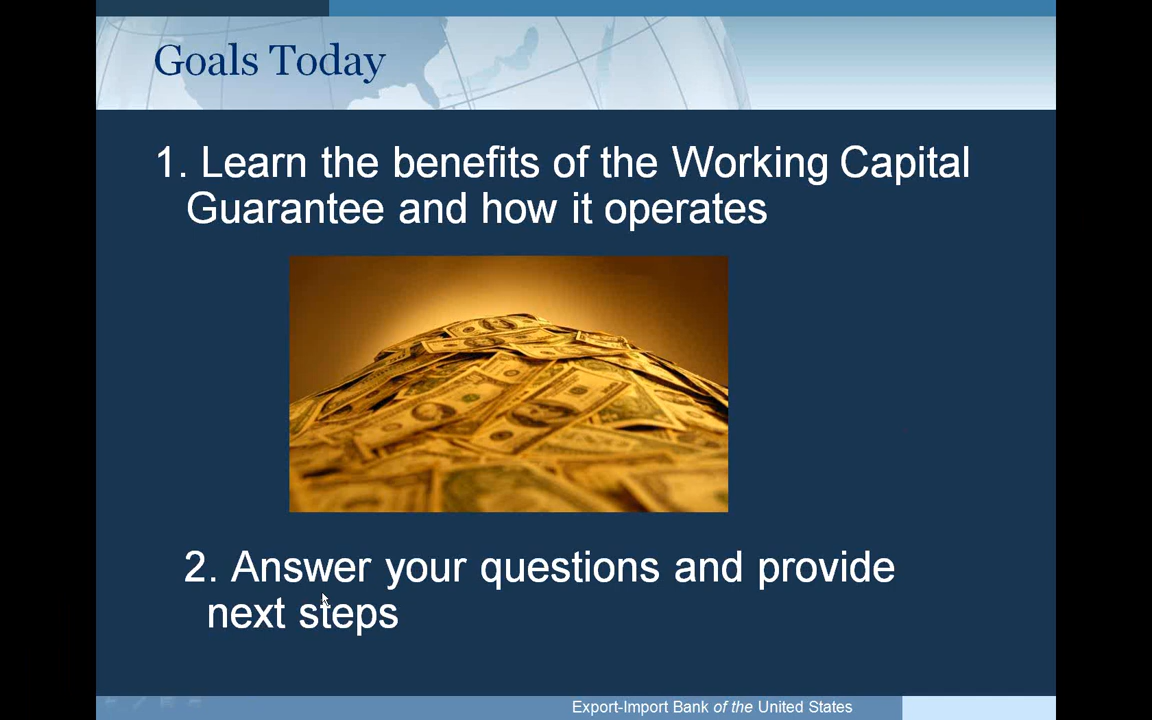 Goals Today
1. Learn the benefits of the Working Capital
Guarantee and how it operates
2. Answer your questions and provide
next steps
Export-Import Bank of the United States